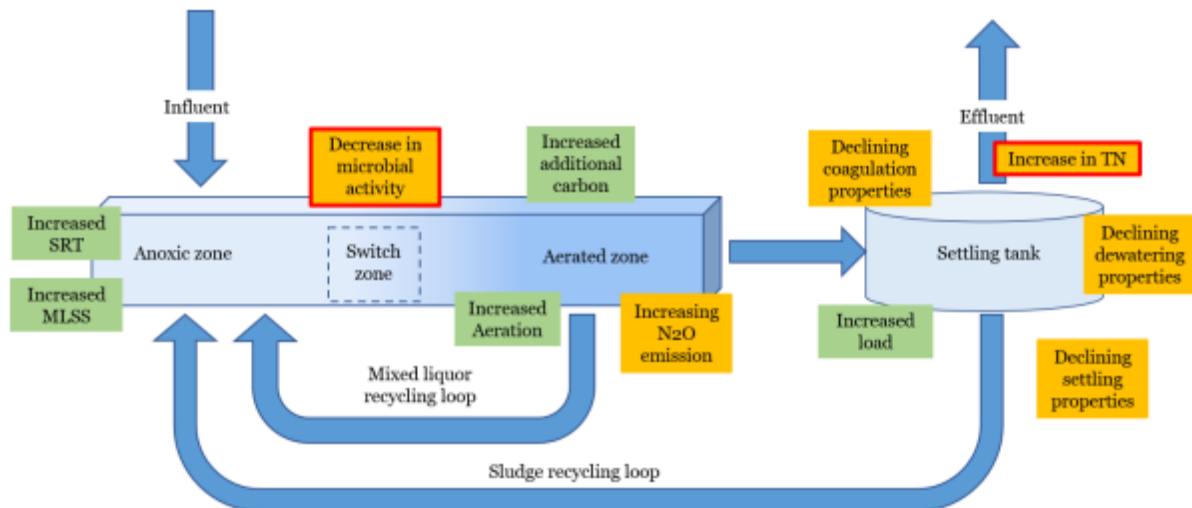 Influent
Effluent
Decrease in
microbial
activity
Increased
additional
carbon
Declining
coagulation
properties
Increase in TN
Increased
SRT
Anoxic zone
Switch
zone
Aerated zone
Settling tank
Declining
dewatering
properties
Increased
MLSS
Increased
Aeration
Increasing
N2O
emission
Increased
load
Declining
settling
properties
Mixed liquor
recycling loop
Sludge recycling loop